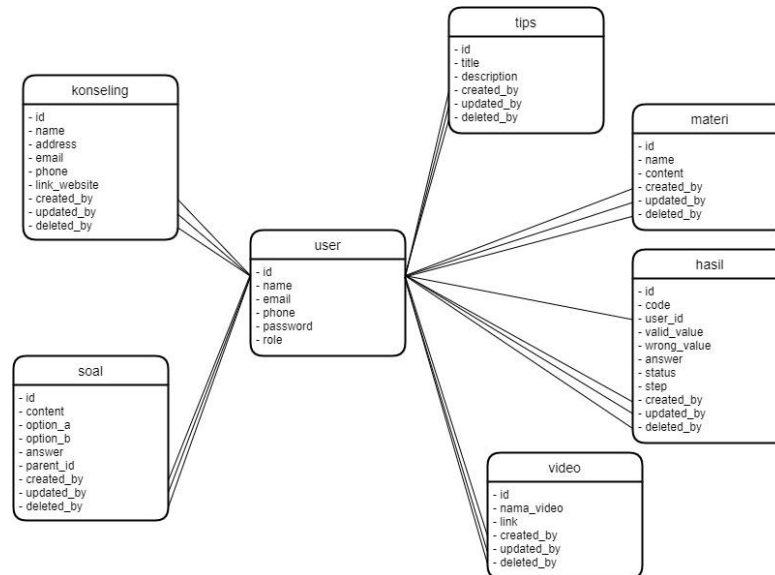 tips
- id
- title
- description
- created_by
- updated_by
- deleted_by
konseling
- id
- name
- address
- email
- phone
- link_website
- created_by
- updated_by
- deleted_by
materi
- id
- name
- content
- created_by
- updated_by
- deleted_by
user
- id
- name
- email
- phone
- password
- role
hasil
- id
- code
- user_id
- valid_value
- wrong_value
- answer
- status
- step
- created_by
- updated_by
- deleted_by
soal
- id
- content
- option_a
- option_b
- answer
- parent_id
- created_by
- updated_by
- deleted_by
video
- id
- nama_video
- link
- created_by
- updated_by
- deleted_by